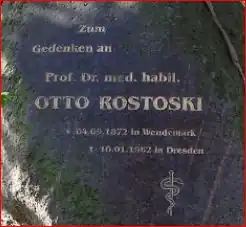 Zum
Gedenken an
Prof. Dr. med. habil.
OTTO ROSTOSKI
* 04.09.1872 in Wendemark
† 10.01.1962 in Dresden